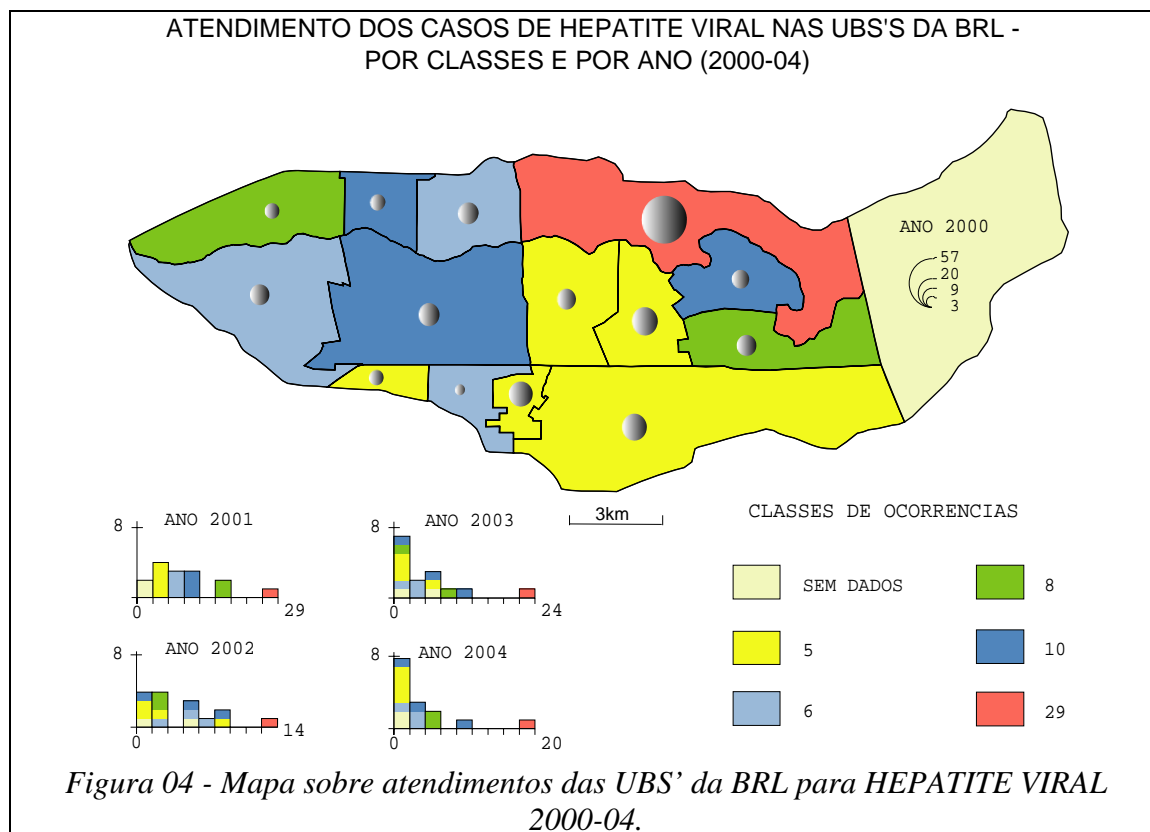 ATENDIMENTO DOS CASOS DE HEPATITE VIRAL NAS UBS'S DA BRL -
POR CLASSES E POR ANO (2000-04)
ANO 2000
57
20
9
3
3km
8
ANO 2001
0
29
8
ANO 2003
0
24
8
ANO 2002
0
14
8
ANO 2004
0
20
CLASSES DE OCORRENCIAS
SEM DADOS
8
5
10
6
29
Figura 04 - Mapa sobre atendimentos das UBS' da BRL para HEPATITE VIRAL
2000-04.